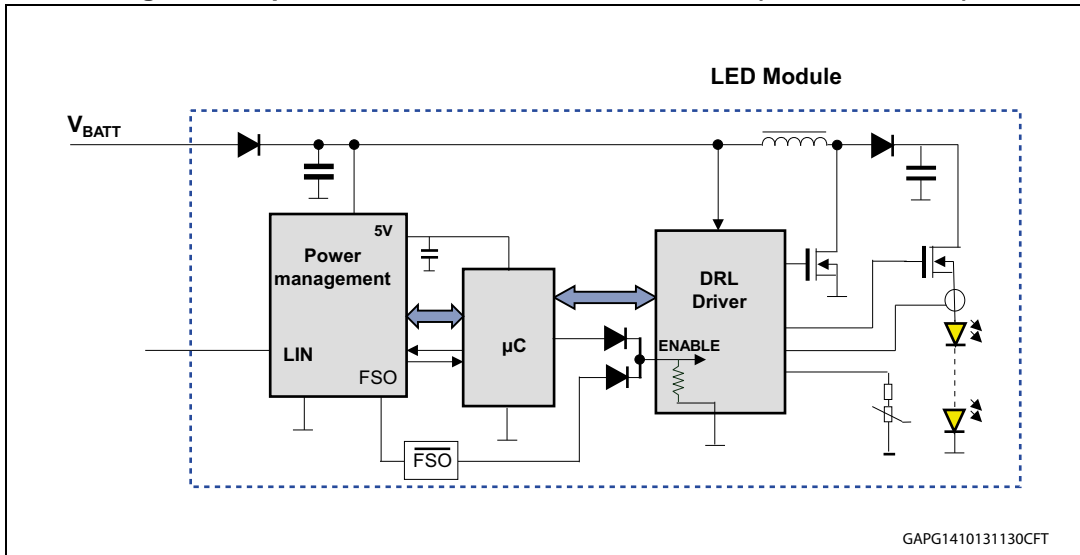 LED Module
VBATT
5V
Power
management
DRL
Driver
µC
ENABLE
LIN
FSO
FSO
GAPG1410131130CFT